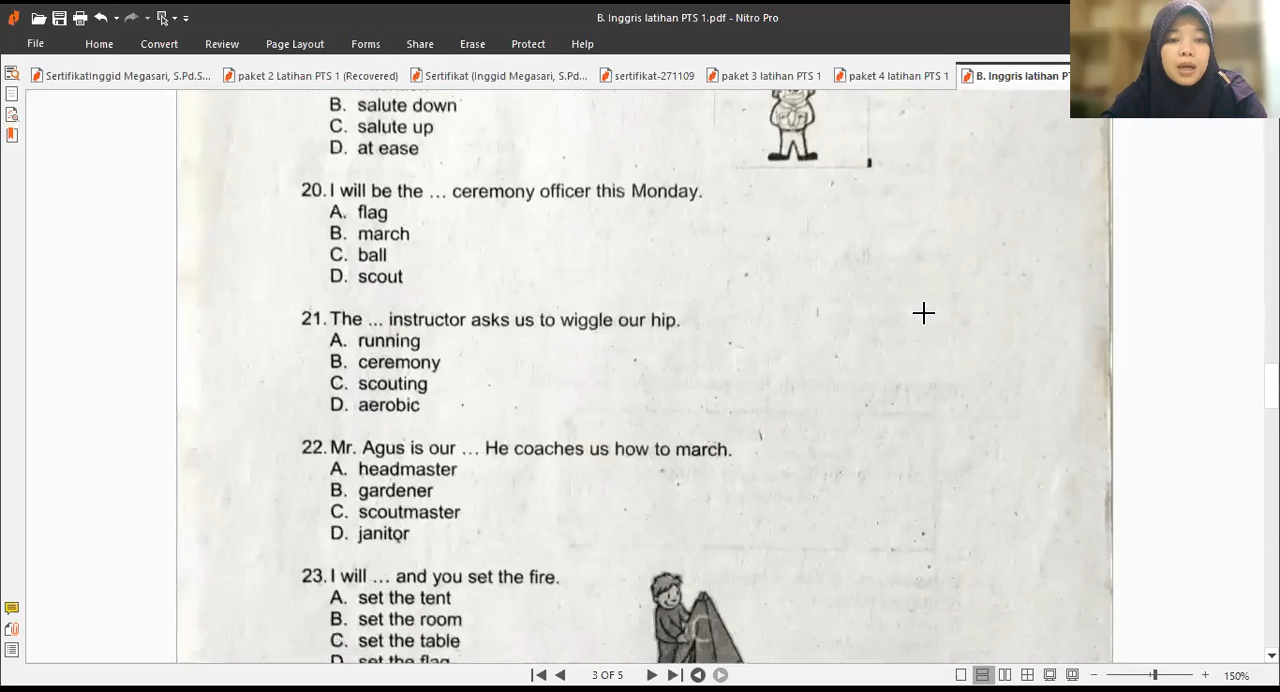 B. Inggris latihan PTS 1.pdf - Nitro Pro
File Home Convert Review Page Layout Forms Share Erase Protect Help
SertifikatInggid Megasari, S.Pd.S... paket 2 Latihan PTS 1 (Recovered) Sertifikat (Inggid Megasari, S.Pd.... sertifikat-271109 paket 3 latihan PTS 1 paket 4 latihan PTS 1 B. Inggris latihan PT
B. salute down
C. salute up
D. at ease
20. I will be the ... ceremony officer this Monday.
A. flag
B. march
C. ball
D. scout
21. The ... instructor asks us to wiggle our hip.
A. running
B. ceremony
C. scouting
D. aerobic
22. Mr. Agus is our ... He coaches us how to march.
A. headmaster
B. gardener
C. scoutmaster
D. janitor
23. I will ... and you set the fire.
A. set the tent
B. set the room
C. set the table
D. set the flag
3 OF 5
150%